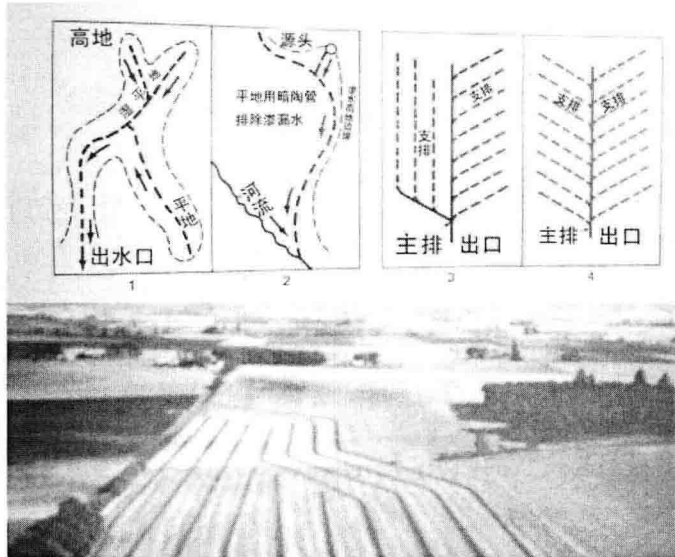 高地
平
出水口
平地
1
源头
平地用暗陶管
排除渗漏水
河流
2
支排
支排
主排 出口
3
支排
支排
主排 出口
4